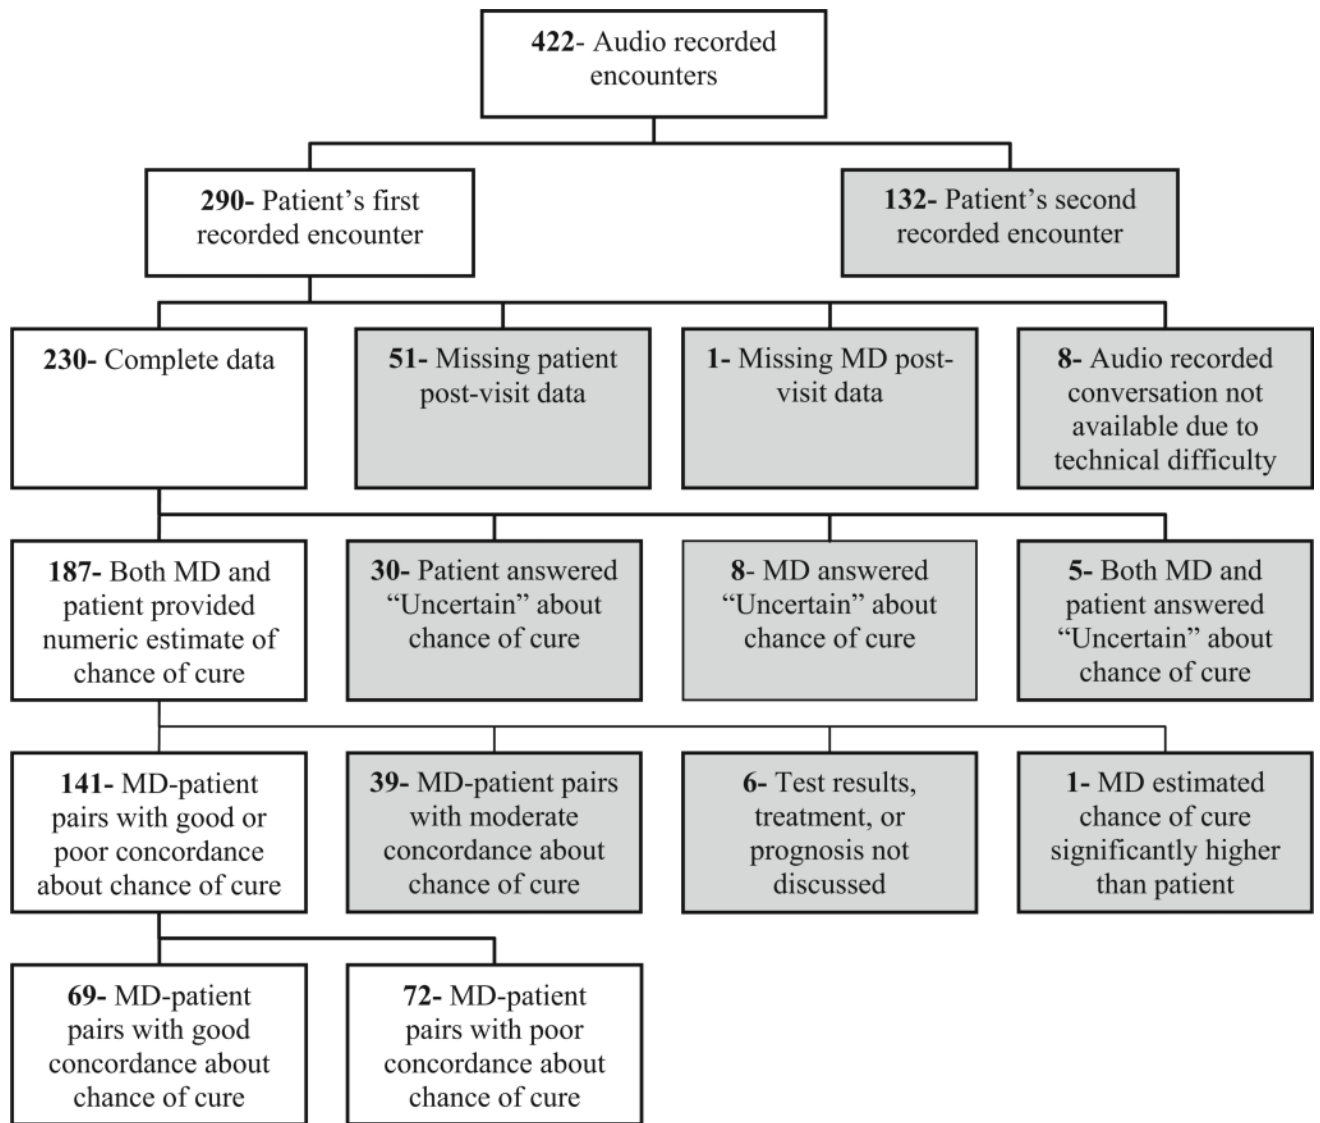 422- Audio recorded
encounters
290- Patient’s first
recorded encounter
132- Patient’s second
recorded encounter
230- Complete data
51- Missing patient
post-visit data
1- Missing MD post-
visit data
8- Audio recorded
conversation not
available due to
technical difficulty
187- Both MD and
patient provided
numeric estimate of
chance of cure
30- Patient answered
“Uncertain” about
chance of cure
8- MD answered
“Uncertain” about
chance of cure
5- Both MD and
patient answered
“Uncertain” about
chance of cure
141- MD-patient
pairs with good or
poor concordance
about chance of cure
39- MD-patient pairs
with moderate
concordance about
chance of cure
6- Test results,
treatment, or
prognosis not
discussed
1- MD estimated
chance of cure
significantly higher
than patient
69- MD-patient
pairs with good
concordance about
chance of cure
72- MD-patient
pairs with poor
concordance about
chance of cure